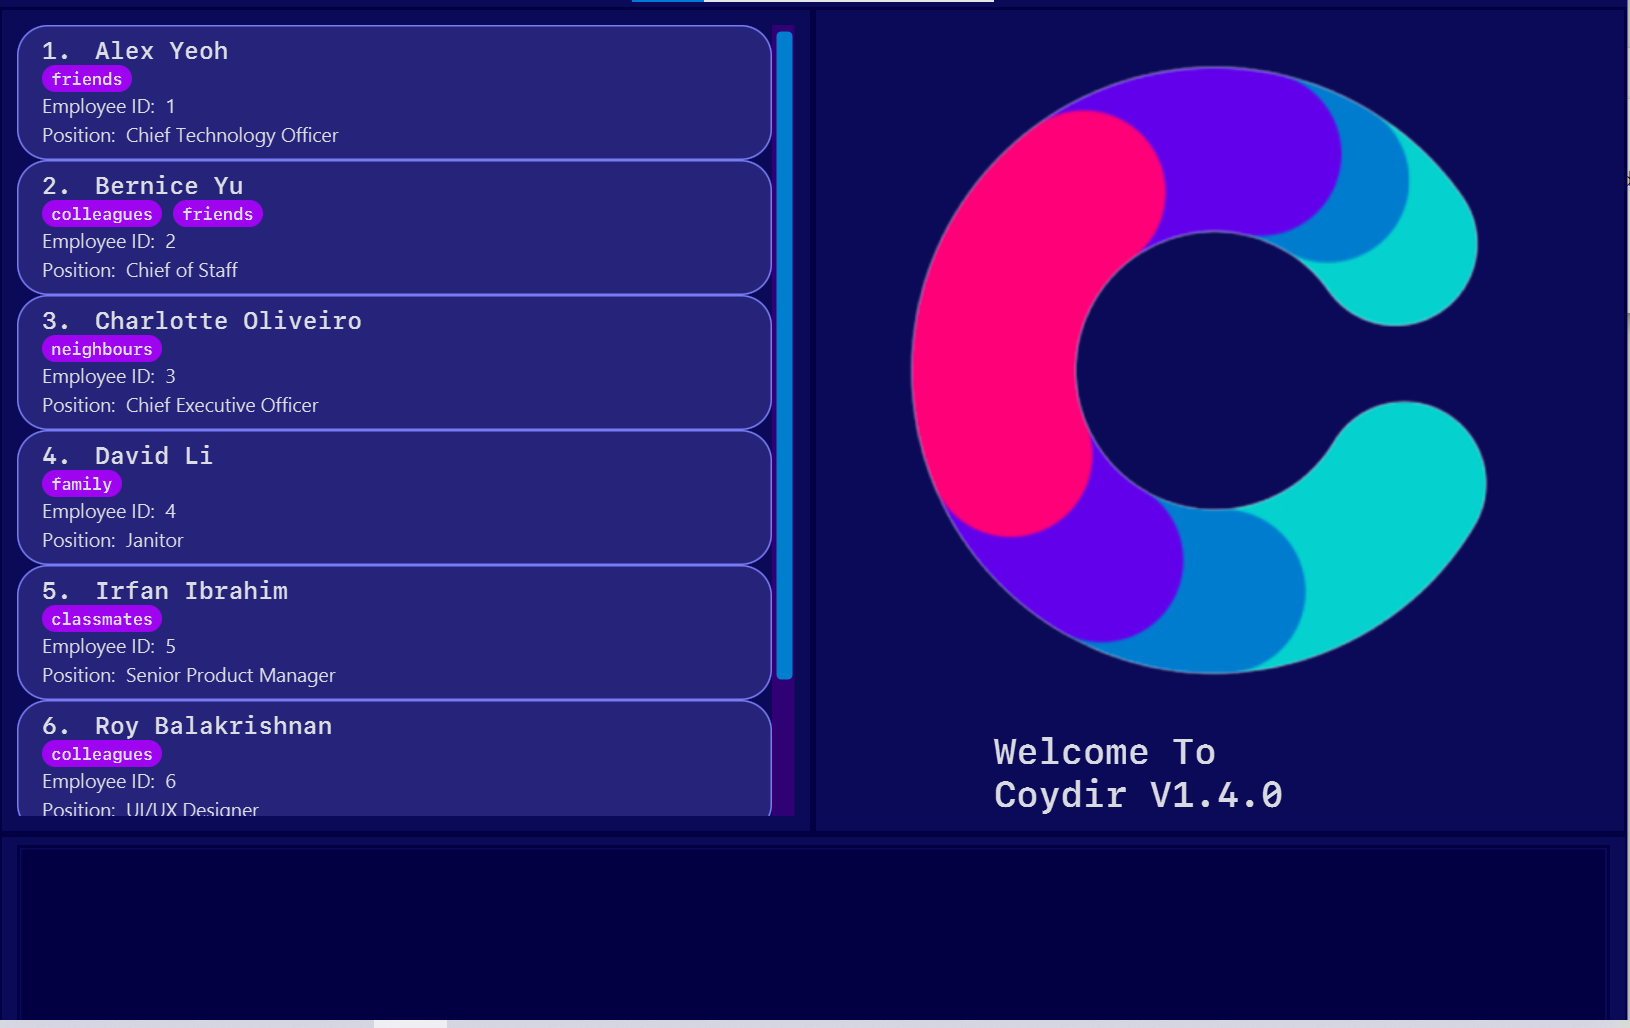 1. Alex Yeoh
friends
Employee ID: 1
Position: Chief Technology Officer
2. Bernice Yu
colleagues friends
Employee ID: 2
Position: Chief of Staff
3. Charlotte Oliveiro
neighbours
Employee ID: 3
Position: Chief Executive Officer
4. David Li
family
Employee ID: 4
Position: Janitor
5. Irfan Ibrahim
classmates
Employee ID: 5
Position: Senior Product Manager
6. Roy Balakrishnan
colleagues
Employee ID: 6
Position: UI/UX Designer
Welcome To
Coydir V1.4.0